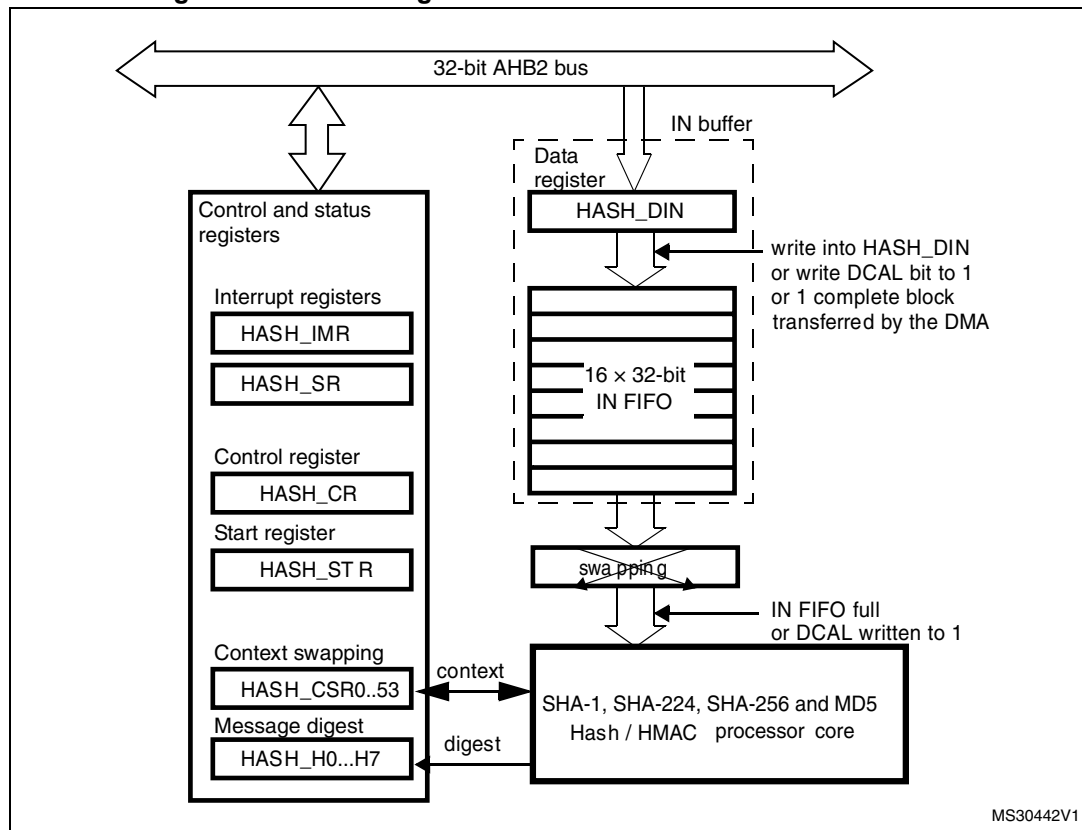 32-bit AHB2 bus
IN buffer
Data
register
HASH_DIN
write into HASH_DIN
or write DCAL bit to 1
or 1 complete block
transferred by the DMA
16 × 32-bit
IN FIFO
swapping
IN FIFO full
or DCAL written to 1
Control and status
registers
Interrupt registers
HASH_IMR
HASH_SR
Control register
HASH_CR
Start register
HASH_STR
Context swapping
HASH_CSR0..53
Message digest
HASH_H0...H7
context
digest
SHA-1, SHA-224, SHA-256 and MD5
Hash / HMAC processor core
MS30442V1